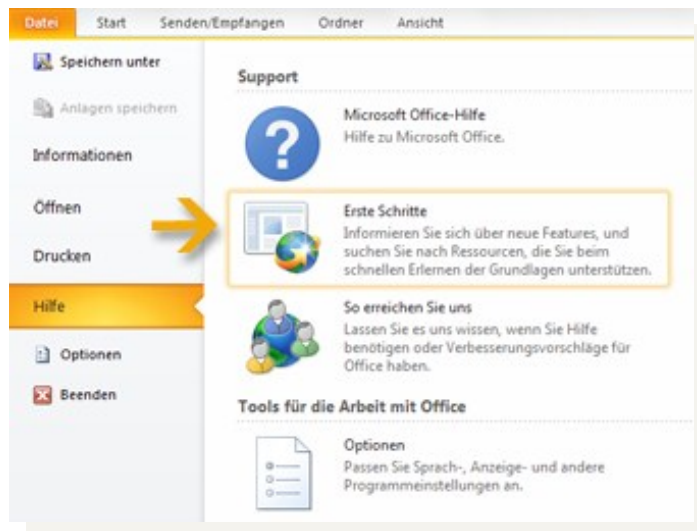 Datei Start Senden/Empfangen Ordner Ansicht
Speichern unter
Anlagen speichern
Informationen
Öffnen
Drucken
Hilfe
Optionen
Beenden
Support
Microsoft Office-Hilfe
Hilfe zu Microsoft Office.
Erste Schritte
Informieren Sie sich über neue Features, und
suchen Sie nach Ressourcen, die Sie beim
schnellen Erlernen der Grundlagen unterstützen.
So erreichen Sie uns
Lassen Sie es uns wissen, wenn Sie Hilfe
benötigen oder Verbesserungsvorschläge für
Office haben.
Tools für die Arbeit mit Office
Optionen
Passen Sie Sprach-, Anzeige- und andere
Programmeinstellungen an.